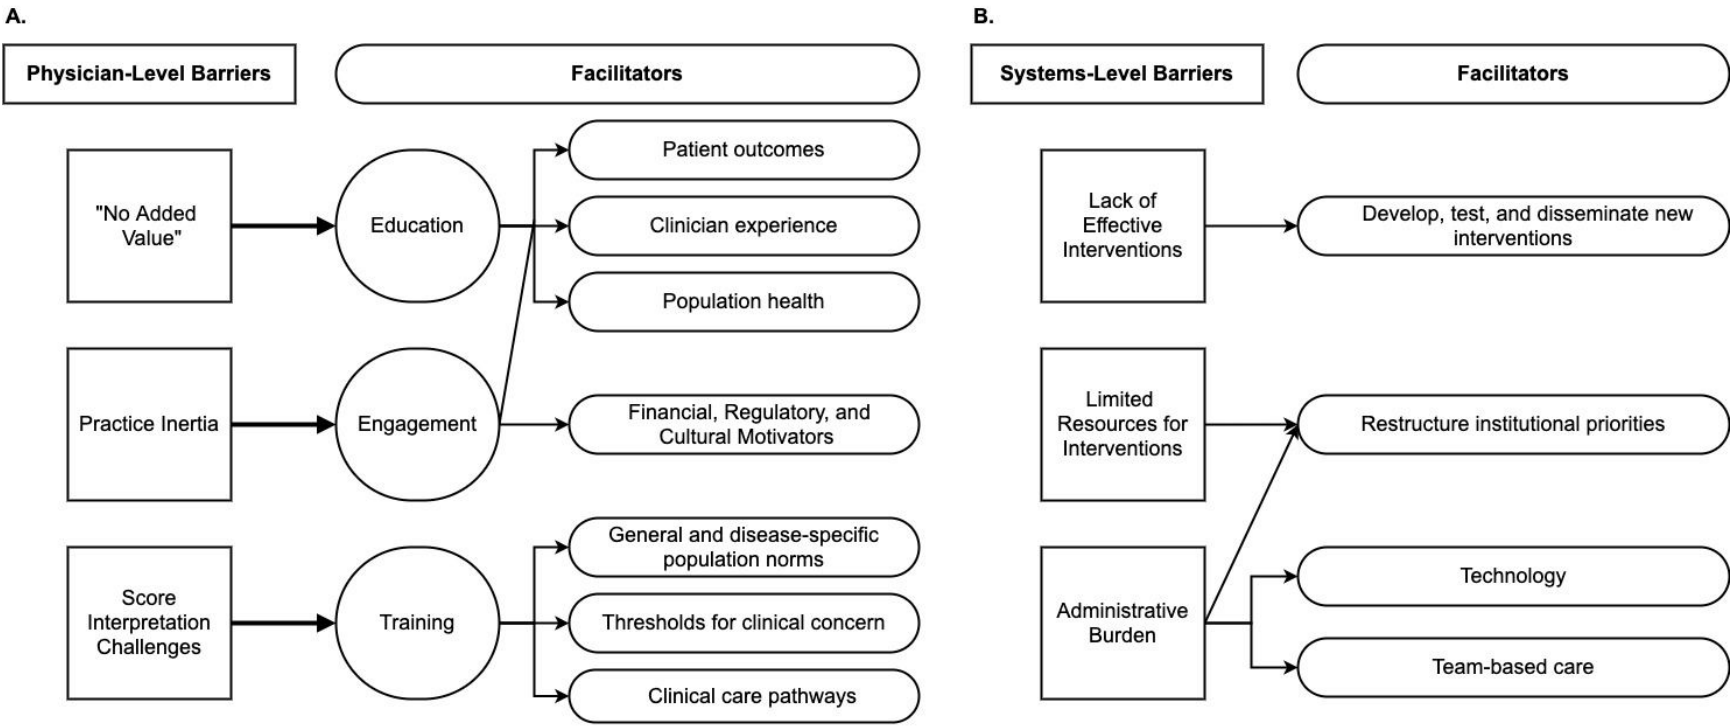 A.
Physician-Level Barriers
Facilitators
"No Added
Value"
Education
Patient outcomes
Clinician experience
Population health
Practice Inertia
Engagement
Financial, Regulatory, and
Cultural Motivators
Score
Interpretation
Challenges
Training
General and disease-specific
population norms
Thresholds for clinical concern
Clinical care pathways
B.
Systems-Level Barriers
Facilitators
Lack of
Effective
Interventions
Develop, test, and disseminate new
interventions
Limited
Resources for
Interventions
Restructure institutional priorities
Administrative
Burden
Technology
Team-based care